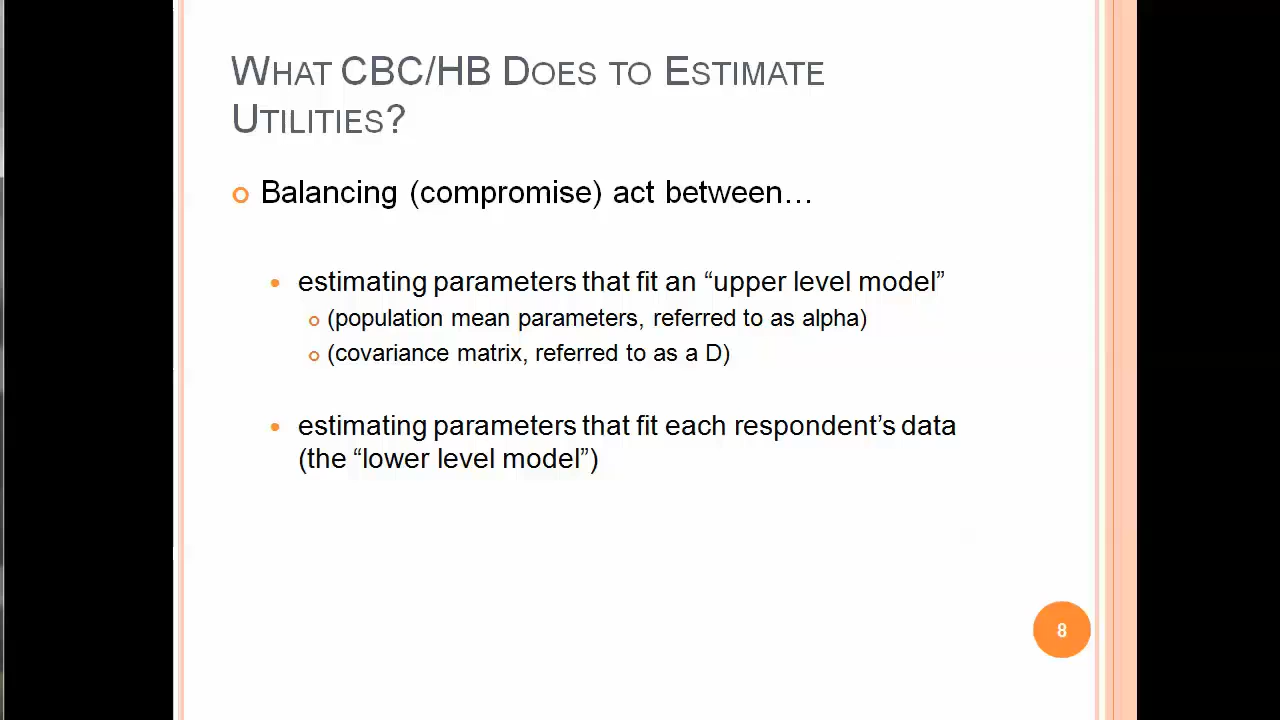 WHAT CBC/HB DOES TO ESTIMATE
UTILITIES?
Balancing (compromise) act between…
estimating parameters that fit an “upper level model”
(population mean parameters, referred to as alpha)
(covariance matrix, referred to as a D)
estimating parameters that fit each respondent’s data
(the “lower level model”)
8